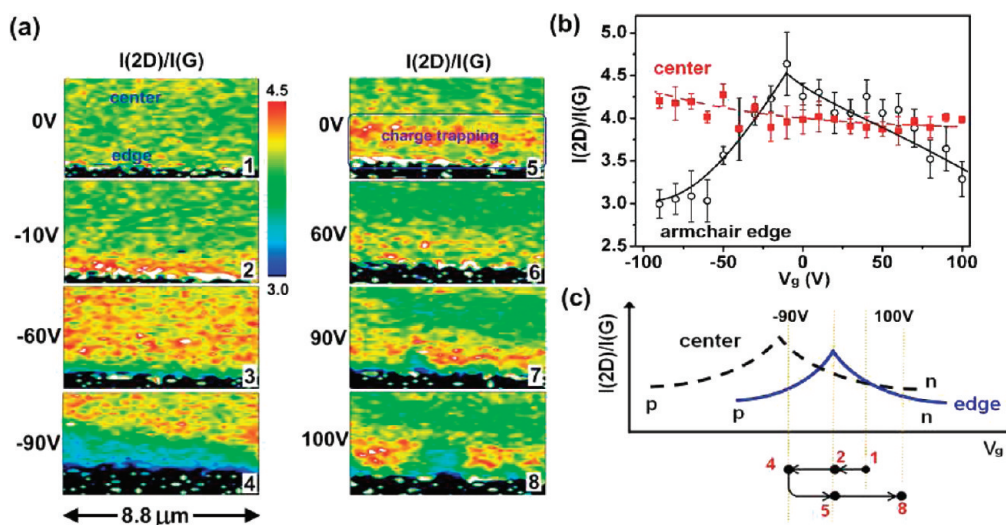 (a)
I(2D)/I(G)
I(2D)/I(G)
0V
center
edge
1
4.5
3.0
-10V
2
-60V
3
-90V
4
8.8 μm
0V
charge trapping
5
60V
6
90V
7
100V
8
(b)
I(2D)/I(G)
5.0
4.5
4.0
3.5
3.0
2.5
center
armchair edge
-100 -50 0 50 100
Vg (V)
(c)
I(2D)/I(G)
-90V 100V
center
p p n n
edge
Vg
4 2 1
5 8